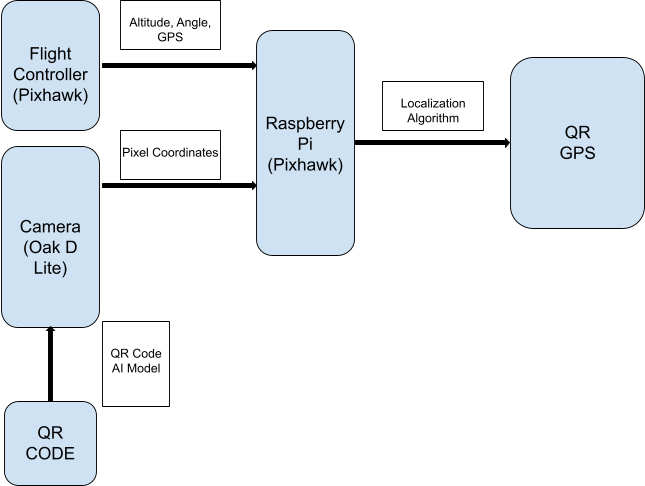 Flight
Controller
(Pixhawk)
Altitude, Angle,
GPS
Raspberry
Pi
(Pixhawk)
Localization
Algorithm
QR
GPS
Pixel Coordinates
Camera
(Oak D
Lite)
QR Code
AI Model
QR
CODE